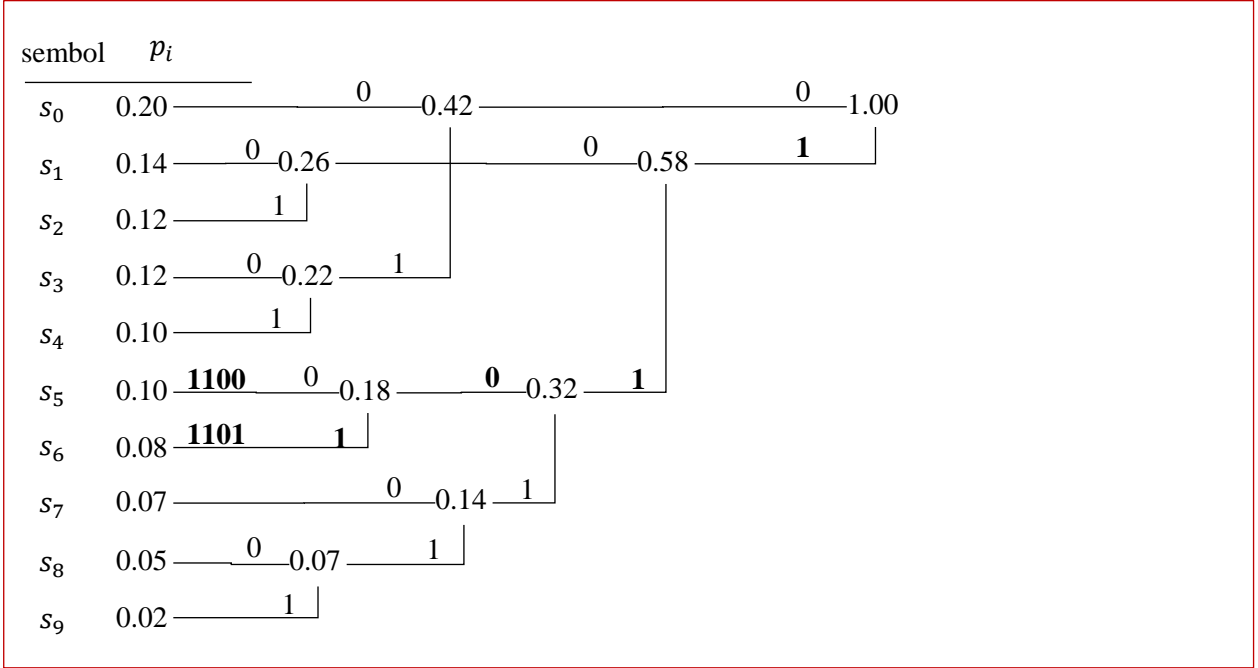 sembol p_i
0 0
s_0 0.20 0.42 1.00
0 0 1
s_1 0.14 0.26 0.58
1
s_2 0.12
0 1
s_3 0.12 0.22
1
s_4 0.10
1100 0 0 1
s_5 0.10 0.18 0.32
1101 1
s_6 0.08
0 1
s_7 0.07 0.14
0 1
s_8 0.05 0.07
1
s_9 0.02